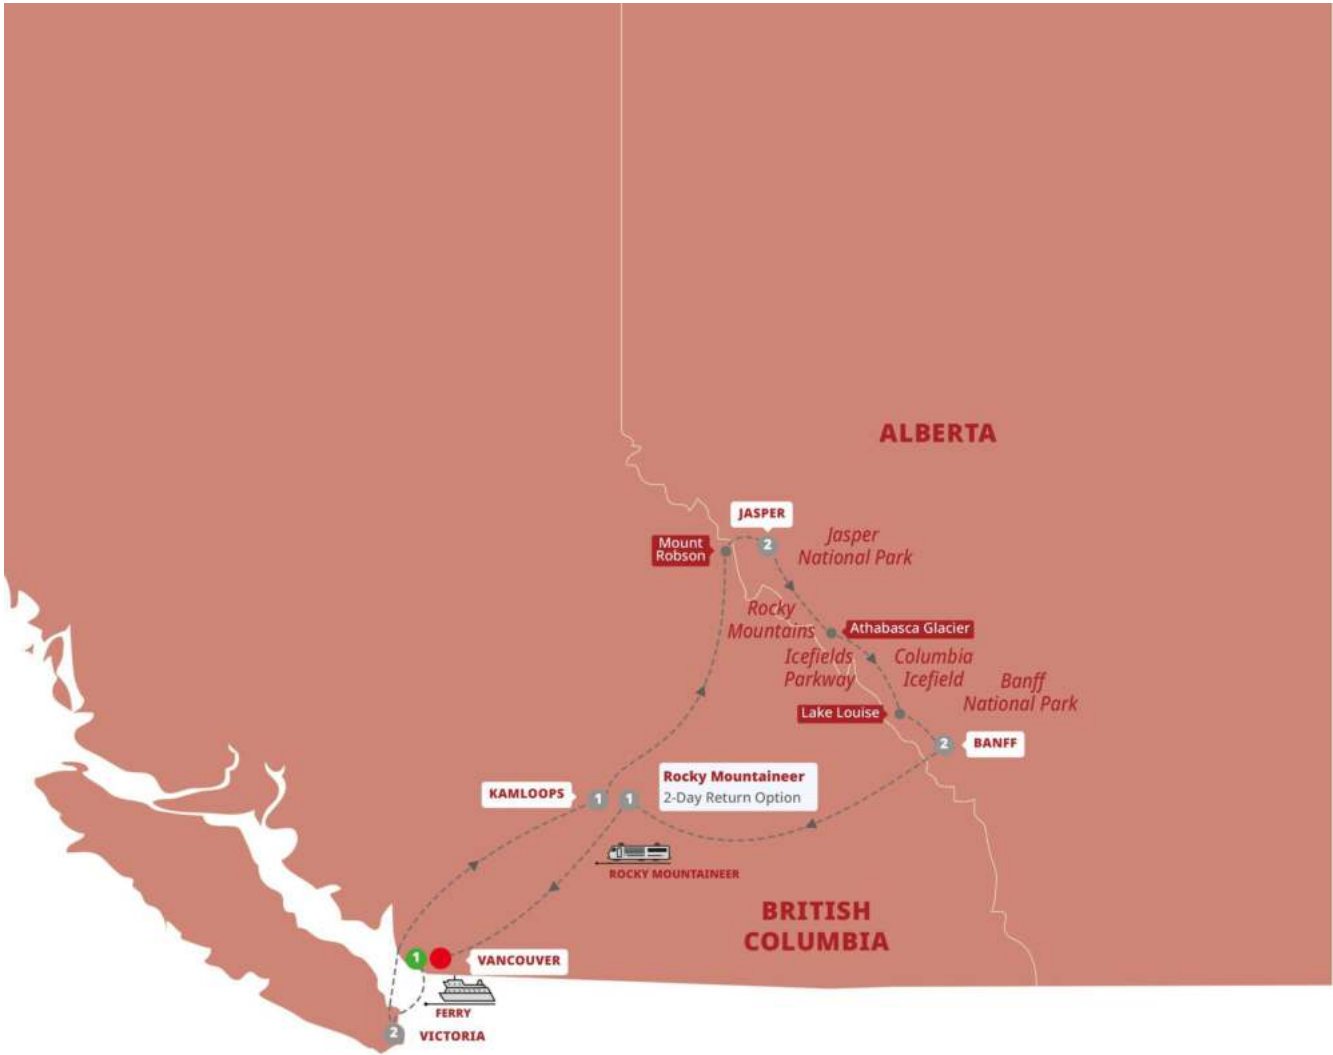 ALBERTA
JASPER
2
Mount
Robson
Jasper
National Park
Rocky
Mountains
Athabasca Glacier
Icefields
Parkway
Columbia
Icefield
Banff
National Park
Lake Louise
2
BANFF
KAMLOOPS
1
1
Rocky Mountaineer
2-Day Return Option
ROCKY MOUNTAINEER
BRITISH
COLUMBIA
1
VANCOUVER
FERRY
2
VICTORIA